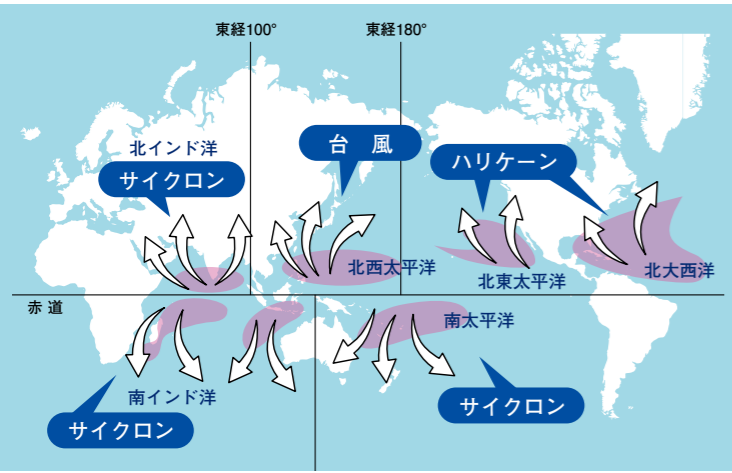 東経100°
東経180°
北インド洋
サイクロン
台 風
ハリケーン
北西太平洋
北東太平洋
北大西洋
赤 道
南太平洋
南インド洋
サイクロン
サイクロン